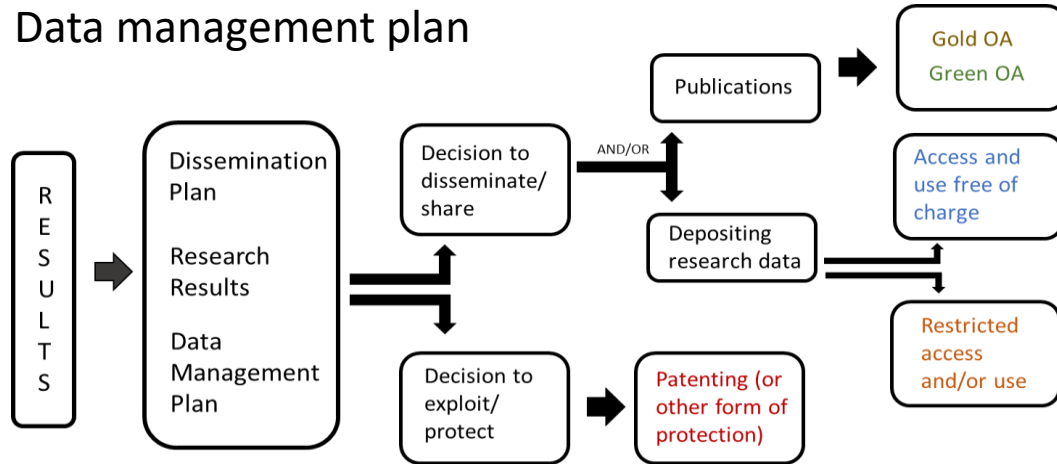 Data management plan
RESULTS
Dissemination
Plan
Research
Results
Data
Management
Plan
Decision to
disseminate/
share
AND/OR
Publications
Gold OA
Green OA
Depositing
research data
Access and
use free of
charge
Restricted
access
and/or use
Decision to
exploit/
protect
Patenting (or
other form of
protection)